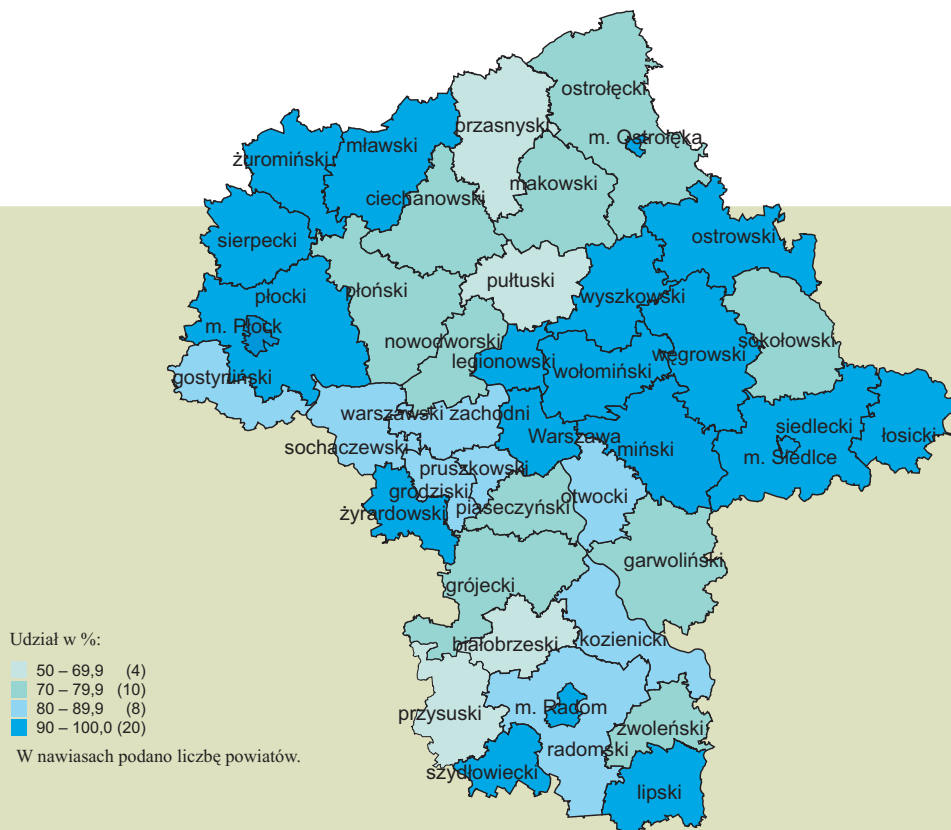 ostrołęcki
przasnyski
m. Ostrołęka
mławski
żuromiński
makowski
ciechanowski
sierpecki
ostrowski
pułtuski
płocki
płoński
wyszkowski
m. Płock
nowodworski
sokołowski
legionowski
węgrowski
wołomiński
gostyniński
warszawski zachodni
siedlecki
łosicki
sochaczewski
Warszawa
miński
m. Siedlce
pruszkowski
grodziski
otwocki
żyrardowski
piaseczyński
garwoliński
grójecki
białobrzeski
kozienicki
Udział w %:
50 – 69,9 (4)
70 – 79,9 (10)
80 – 89,9 (8)
90 – 100,0 (20)
W nawiasach podano liczbę powiatów.
przysuski
m. Radom
zwoleński
radomski
szydłowiecki
lipski